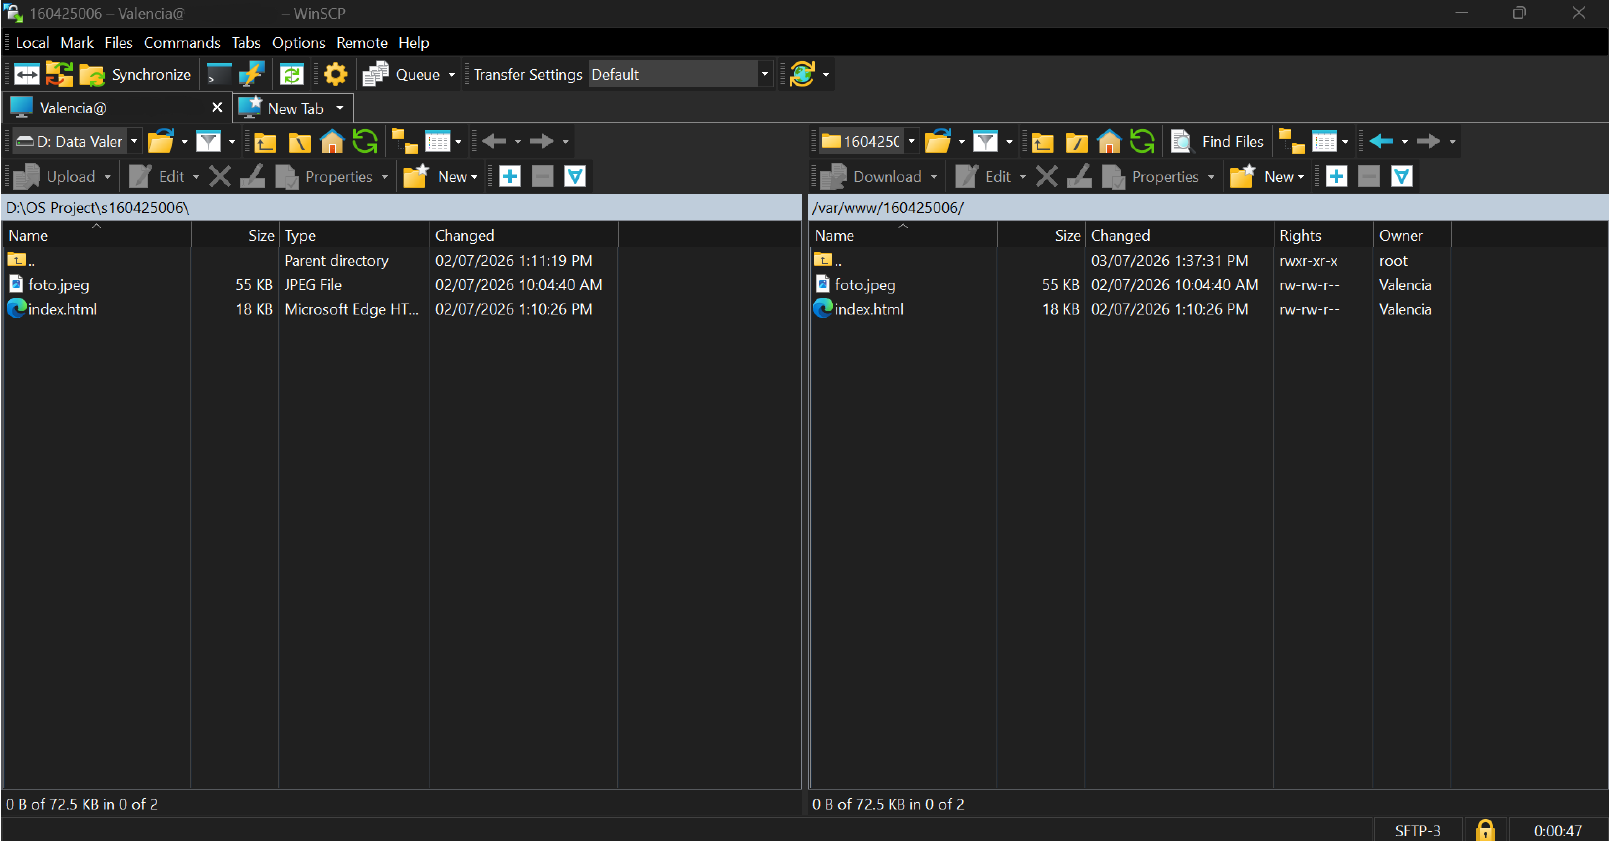 160425006 – Valencia@ – WinSCP
Local Mark Files Commands Tabs Options Remote Help
Synchronize Queue Transfer Settings Default
Valencia@ New Tab
D: Data Valer
Upload Edit Properties New
D:\OS Project\s160425006\
Name Size Type Changed
.. Parent directory 02/07/2026 1:11:19 PM
foto.jpeg 55 KB JPEG File 02/07/2026 10:04:40 AM
index.html 18 KB Microsoft Edge HT... 02/07/2026 1:10:26 PM
0 B of 72.5 KB in 0 of 2
1604250 Find Files
Download Edit Properties New
/var/www/160425006/
Name Size Changed Rights Owner
.. 03/07/2026 1:37:31 PM rwxr-xr-x root
foto.jpeg 55 KB 02/07/2026 10:04:40 AM rw-rw-r-- Valencia
index.html 18 KB 02/07/2026 1:10:26 PM rw-rw-r-- Valencia
0 B of 72.5 KB in 0 of 2
SFTP-3 0:00:47